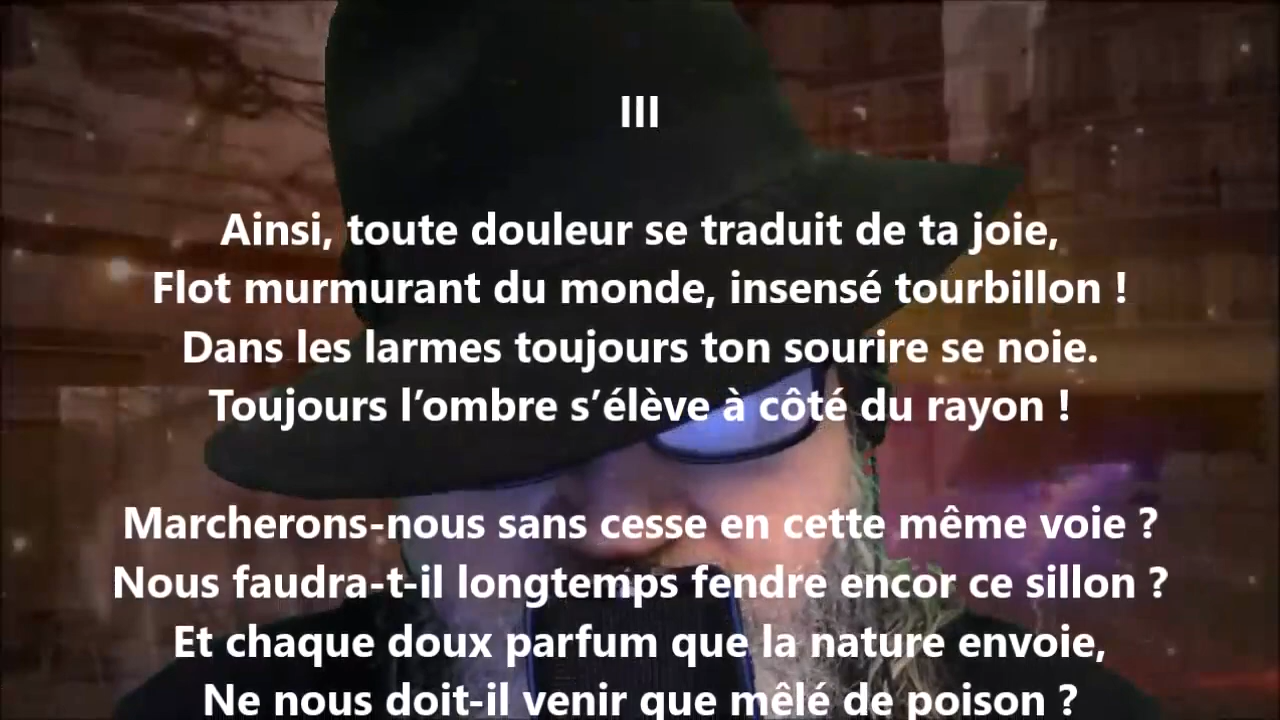 III
Ainsi, toute douleur se traduit de ta joie,
Flot murmurant du monde, insensé tourbillon !
Dans les larmes toujours ton sourire se noie.
Toujours l’ombre s’élève à côté du rayon !
Marcherons-nous sans cesse en cette même voie ?
Nous faudra-t-il longtemps fendre encor ce sillon ?
Et chaque doux parfum que la nature envoie,
Ne nous doit-il venir que mêlé de poison ?